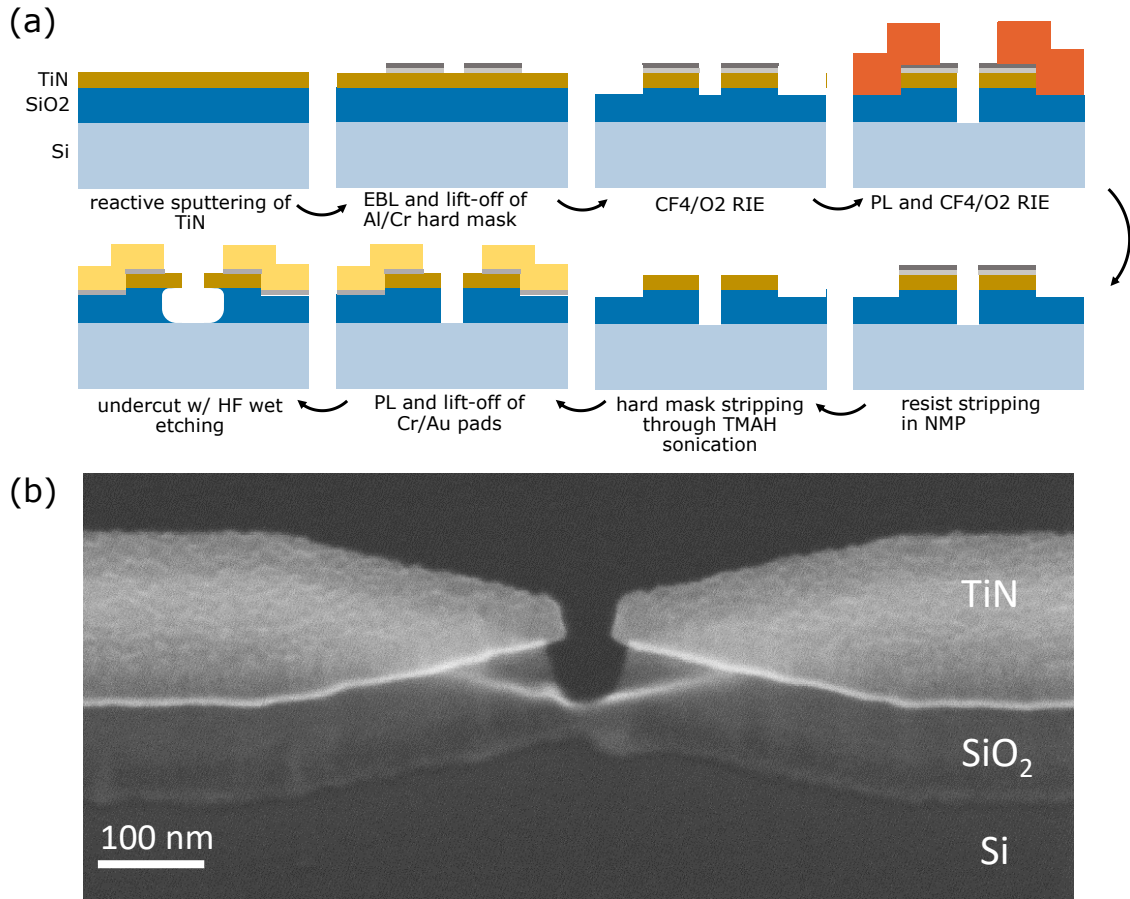 (a)
TiN
SiO2
Si
reactive sputtering of
TiN
EBL and lift-off of
Al/Cr hard mask
CF4/O2 RIE
PL and CF4/O2 RIE
undercut w/ HF wet
etching
PL and lift-off of
Cr/Au pads
hard mask stripping
through TMAH
sonication
resist stripping
in NMP
(b)
TiN
SiO₂
100 nm
Si